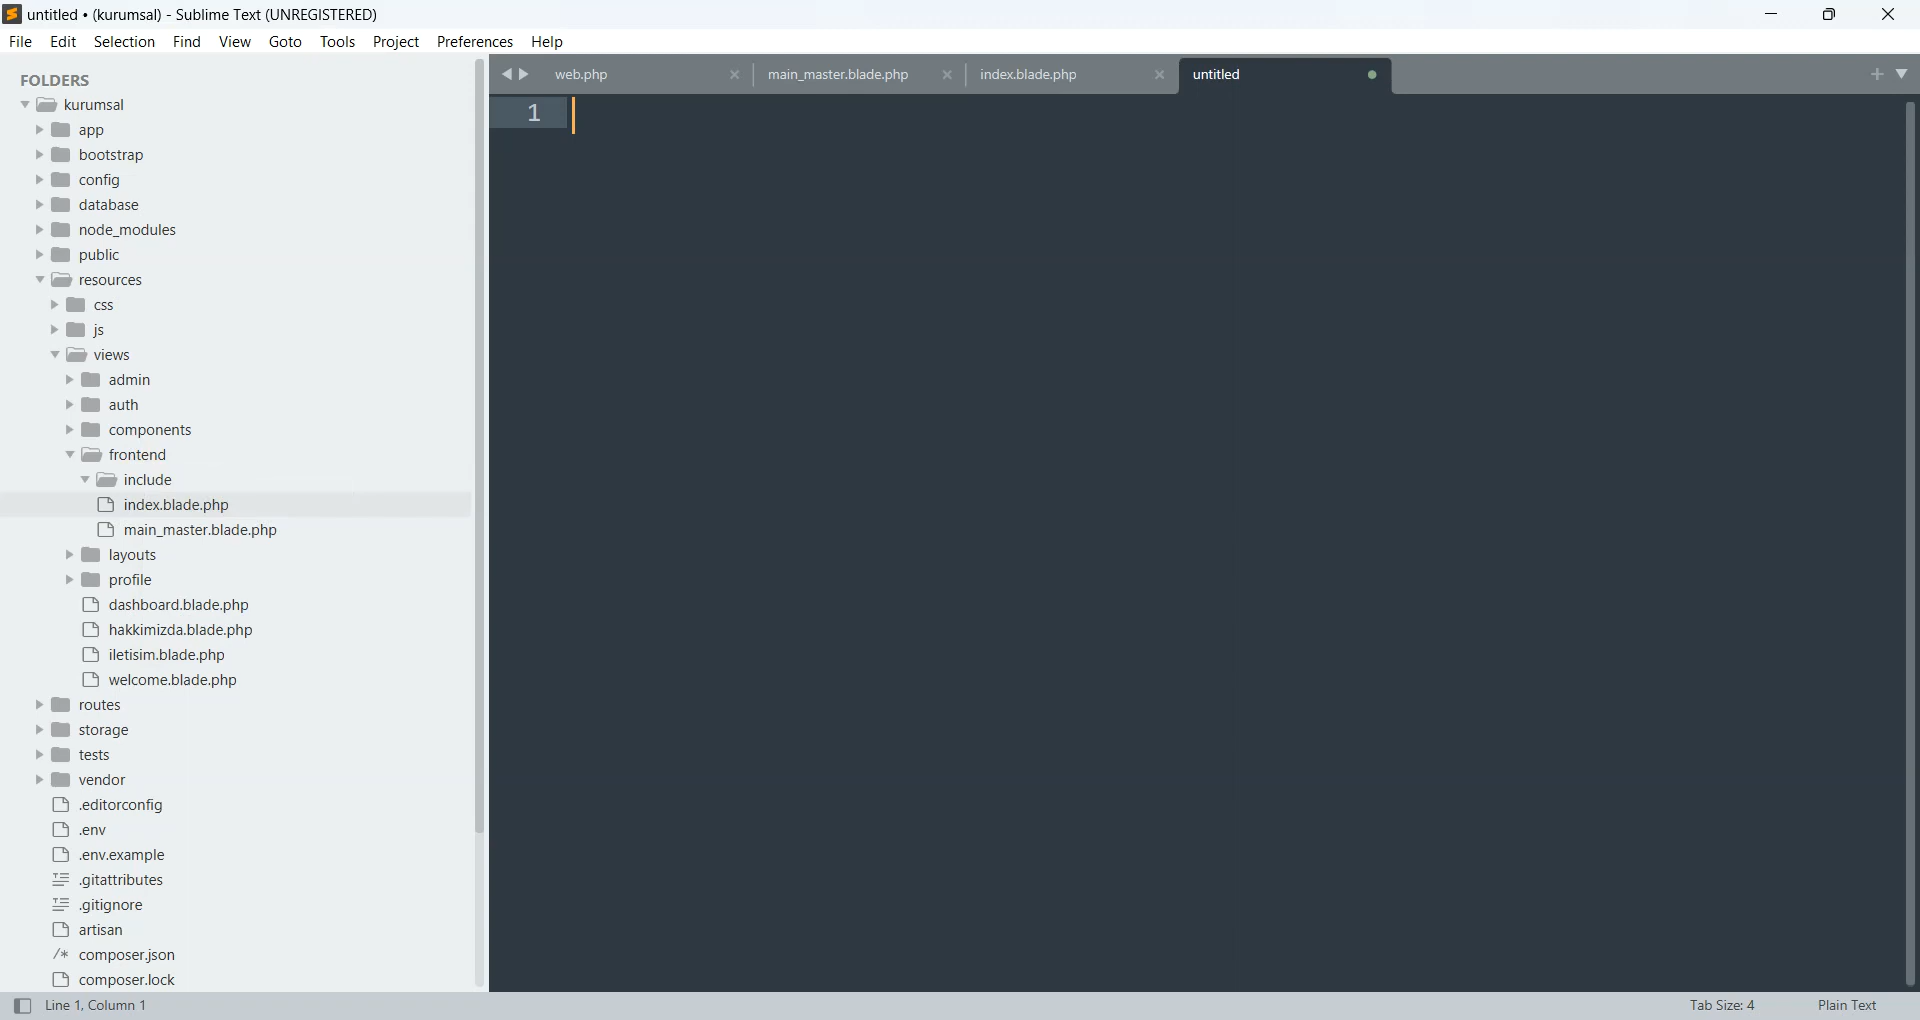 untitled • (kurumsal) - Sublime Text (UNREGISTERED)
File Edit Selection Find View Goto Tools Project Preferences Help
FOLDERS
kurumsal
app
bootstrap
config
database
node_modules
public
resources
css
js
views
admin
auth
components
frontend
include
index.blade.php
main_master.blade.php
layouts
profile
dashboard.blade.php
hakkimizda.blade.php
iletisim.blade.php
welcome.blade.php
routes
storage
tests
vendor
.editorconfig
.env
.env.example
.gitattributes
.gitignore
artisan
/* composer.json
composer.lock
web.php main_master.blade.php index.blade.php untitled
1
Line 1, Column 1 Tab Size: 4 Plain Text